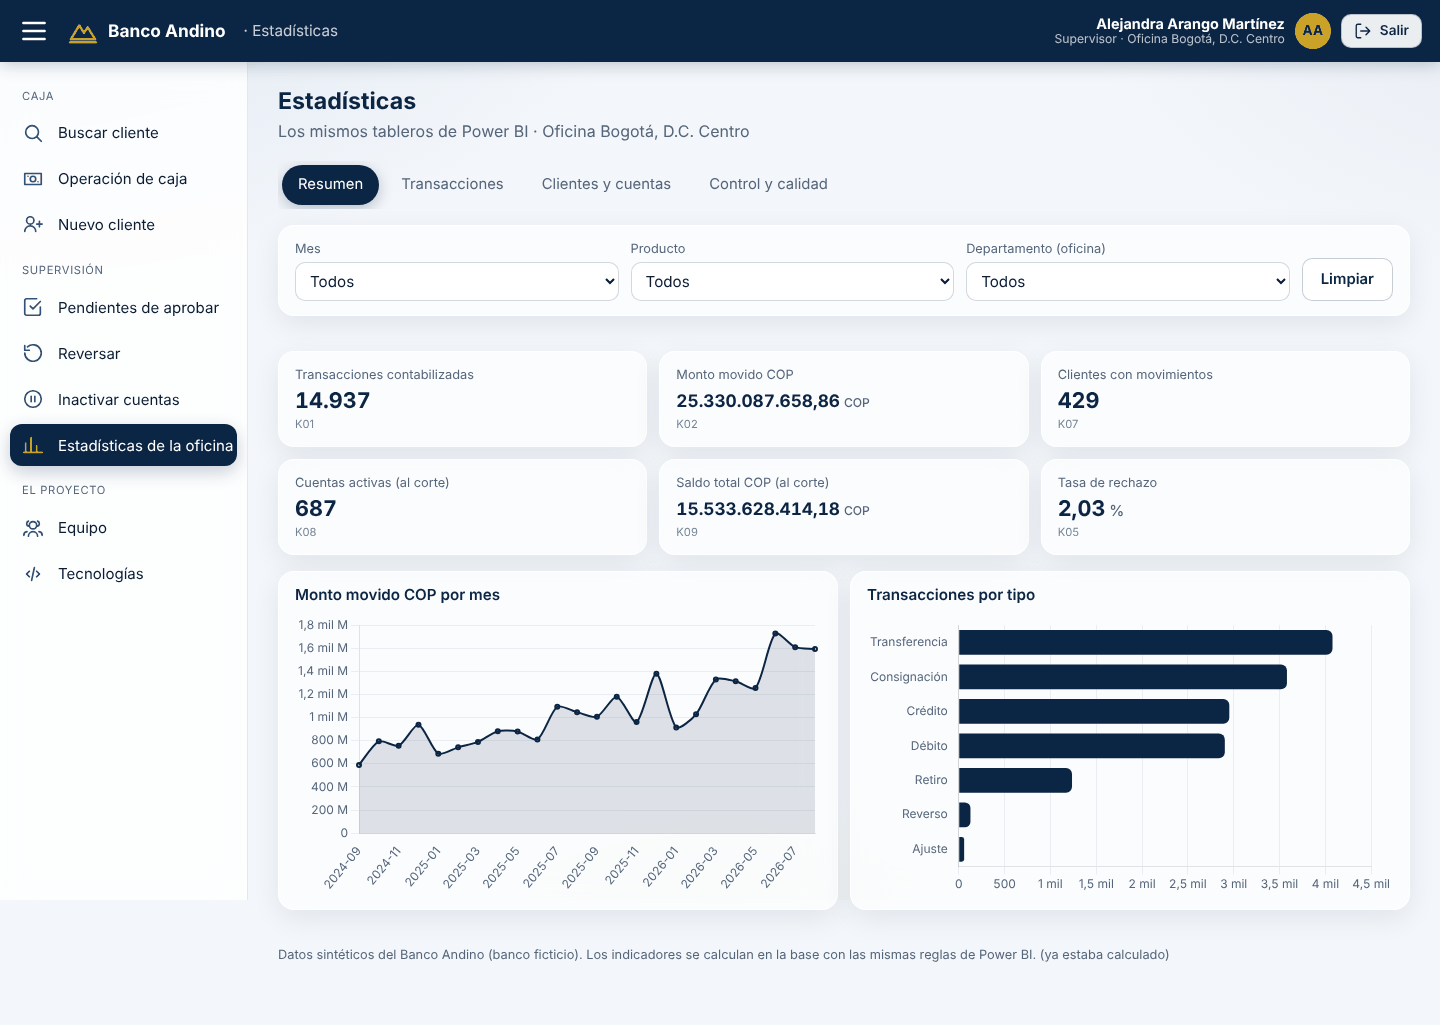 Banco Andino · Estadísticas
Alejandra Arango Martínez
Supervisor · Oficina Bogotá, D.C. Centro
AA
Salir
CAJA
Buscar cliente
Operación de caja
Nuevo cliente
SUPERVISIÓN
Pendientes de aprobar
Reversar
Inactivar cuentas
Estadísticas de la oficina
EL PROYECTO
Equipo
Tecnologías
Estadísticas
Los mismos tableros de Power BI · Oficina Bogotá, D.C. Centro
Resumen Transacciones Clientes y cuentas Control y calidad
Mes Producto Departamento (oficina)
Todos Todos Todos Limpiar
Transacciones contabilizadas
14.937
K01
Monto movido COP
25.330.087.658,86 COP
K02
Clientes con movimientos
429
K07
Cuentas activas (al corte)
687
K08
Saldo total COP (al corte)
15.533.628.414,18 COP
K09
Tasa de rechazo
2,03 %
K05
Monto movido COP por mes
1,8 mil M
1,6 mil M
1,4 mil M
1,2 mil M
1 mil M
800 M
600 M
400 M
200 M
0
2024-09 2024-11 2025-01 2025-03 2025-05 2025-07 2025-09 2025-11 2026-01 2026-03 2026-05 2026-07
Transacciones por tipo
Transferencia
Consignación
Crédito
Débito
Retiro
Reverso
Ajuste
0 500 1 mil 1,5 mil 2 mil 2,5 mil 3 mil 3,5 mil 4 mil 4,5 mil
Datos sintéticos del Banco Andino (banco ficticio). Los indicadores se calculan en la base con las mismas reglas de Power BI. (ya estaba calculado)